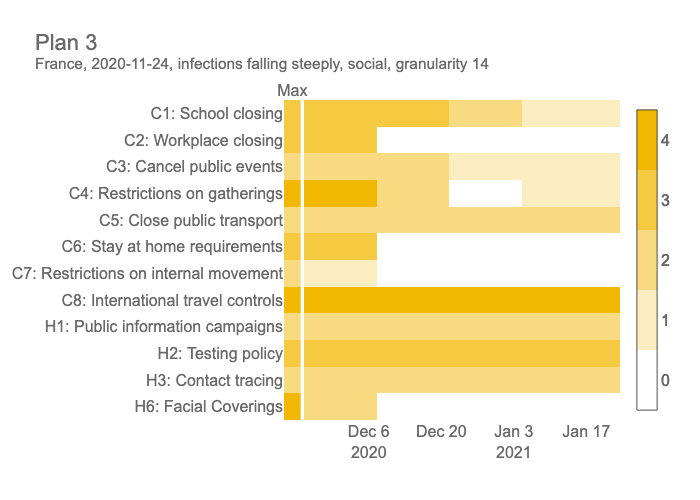 Plan 3
France, 2020-11-24, infections falling steeply, social, granularity 14
Max
C1: School closing
C2: Workplace closing
C3: Cancel public events
C4: Restrictions on gatherings
C5: Close public transport
C6: Stay at home requirements
C7: Restrictions on internal movement
C8: International travel controls
H1: Public information campaigns
H2: Testing policy
H3: Contact tracing
H6: Facial Coverings
Dec 6 Dec 20 Jan 3 Jan 17
2020 2021
4
3
2
1
0